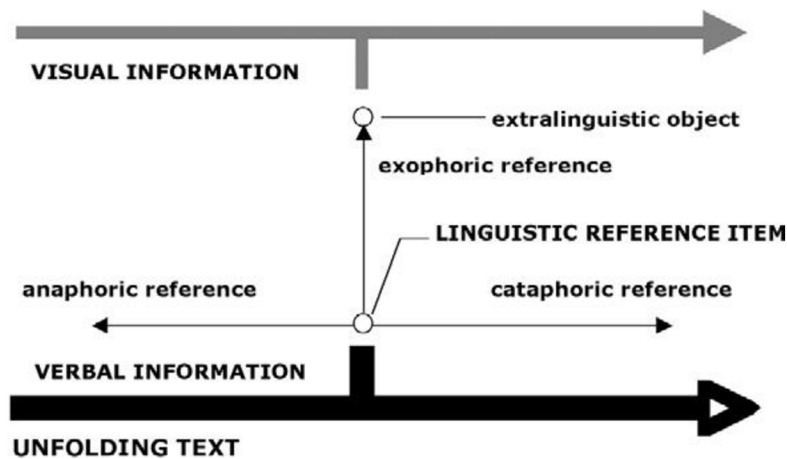 VISUAL INFORMATION
extralinguistic object
exophoric reference
LINGUISTIC REFERENCE ITEM
anaphoric reference
cataphoric reference
VERBAL INFORMATION
UNFOLDING TEXT